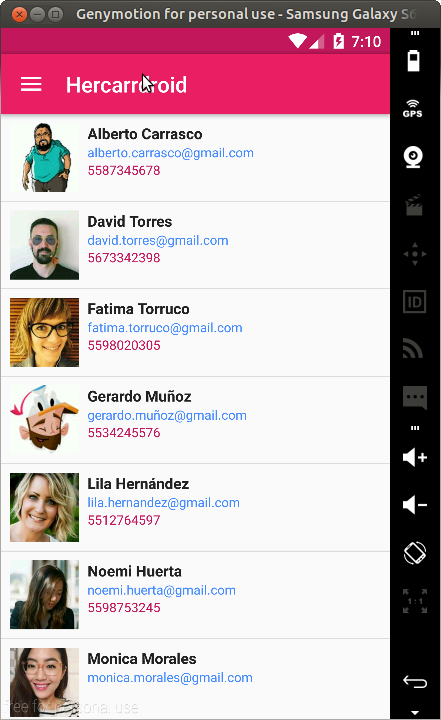 Genymotion for personal use - Samsung Galaxy S6
7:10
Hercarrdroid
Alberto Carrasco
alberto.carrasco@gmail.com
5587345678
GPS
David Torres
david.torres@gmail.com
5673342398
Fatima Torruco
fatima.torruco@gmail.com
5598020305
ID
Gerardo Muñoz
gerardo.muñoz@gmail.com
5534245576
Lila Hernández
lila.hernandez@gmail.com
5512764597
Noemi Huerta
noemi.huerta@gmail.com
5598753245
1:1
Monica Morales
monica.morales@gmail.com
free for personal use